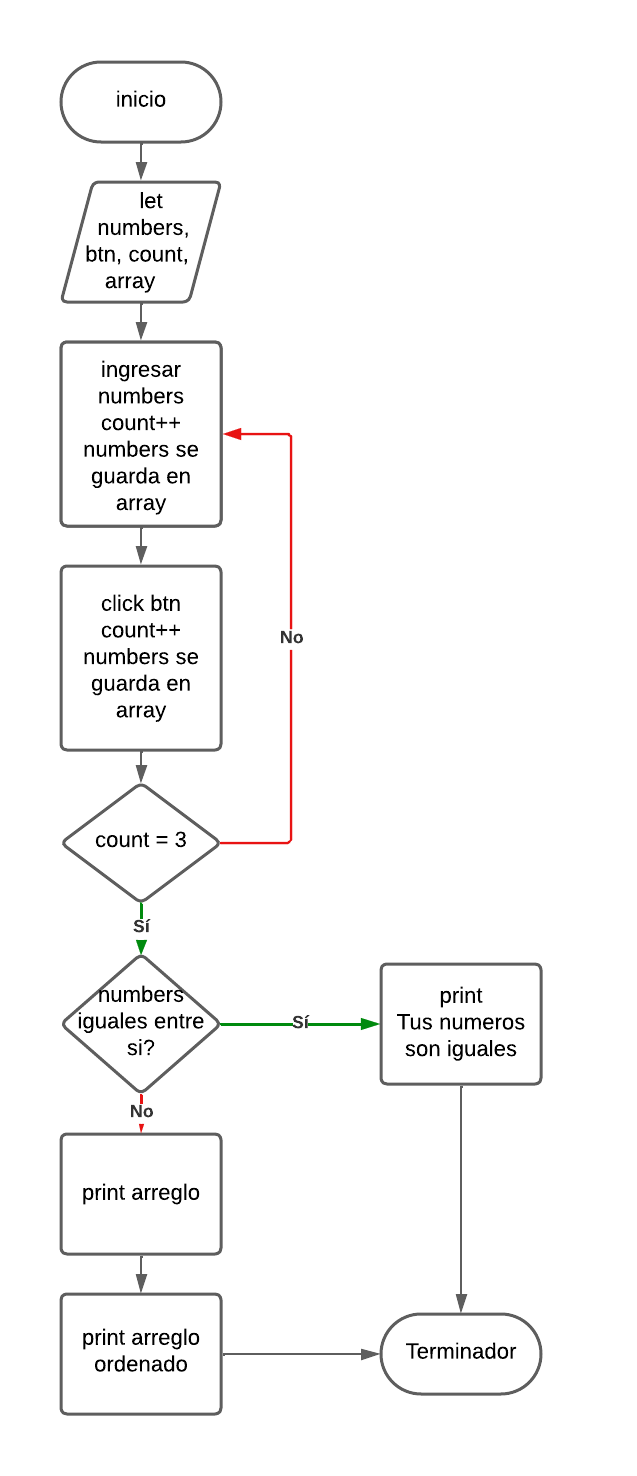 inicio
let
numbers,
btn, count,
array
ingresar
numbers
count++
numbers se
guarda en
array
click btn
count++
numbers se
guarda en
array
No
count = 3
Sí
numbers
iguales entre
si?
Sí
print
Tus numeros
son iguales
No
print arreglo
print arreglo
ordenado
Terminador